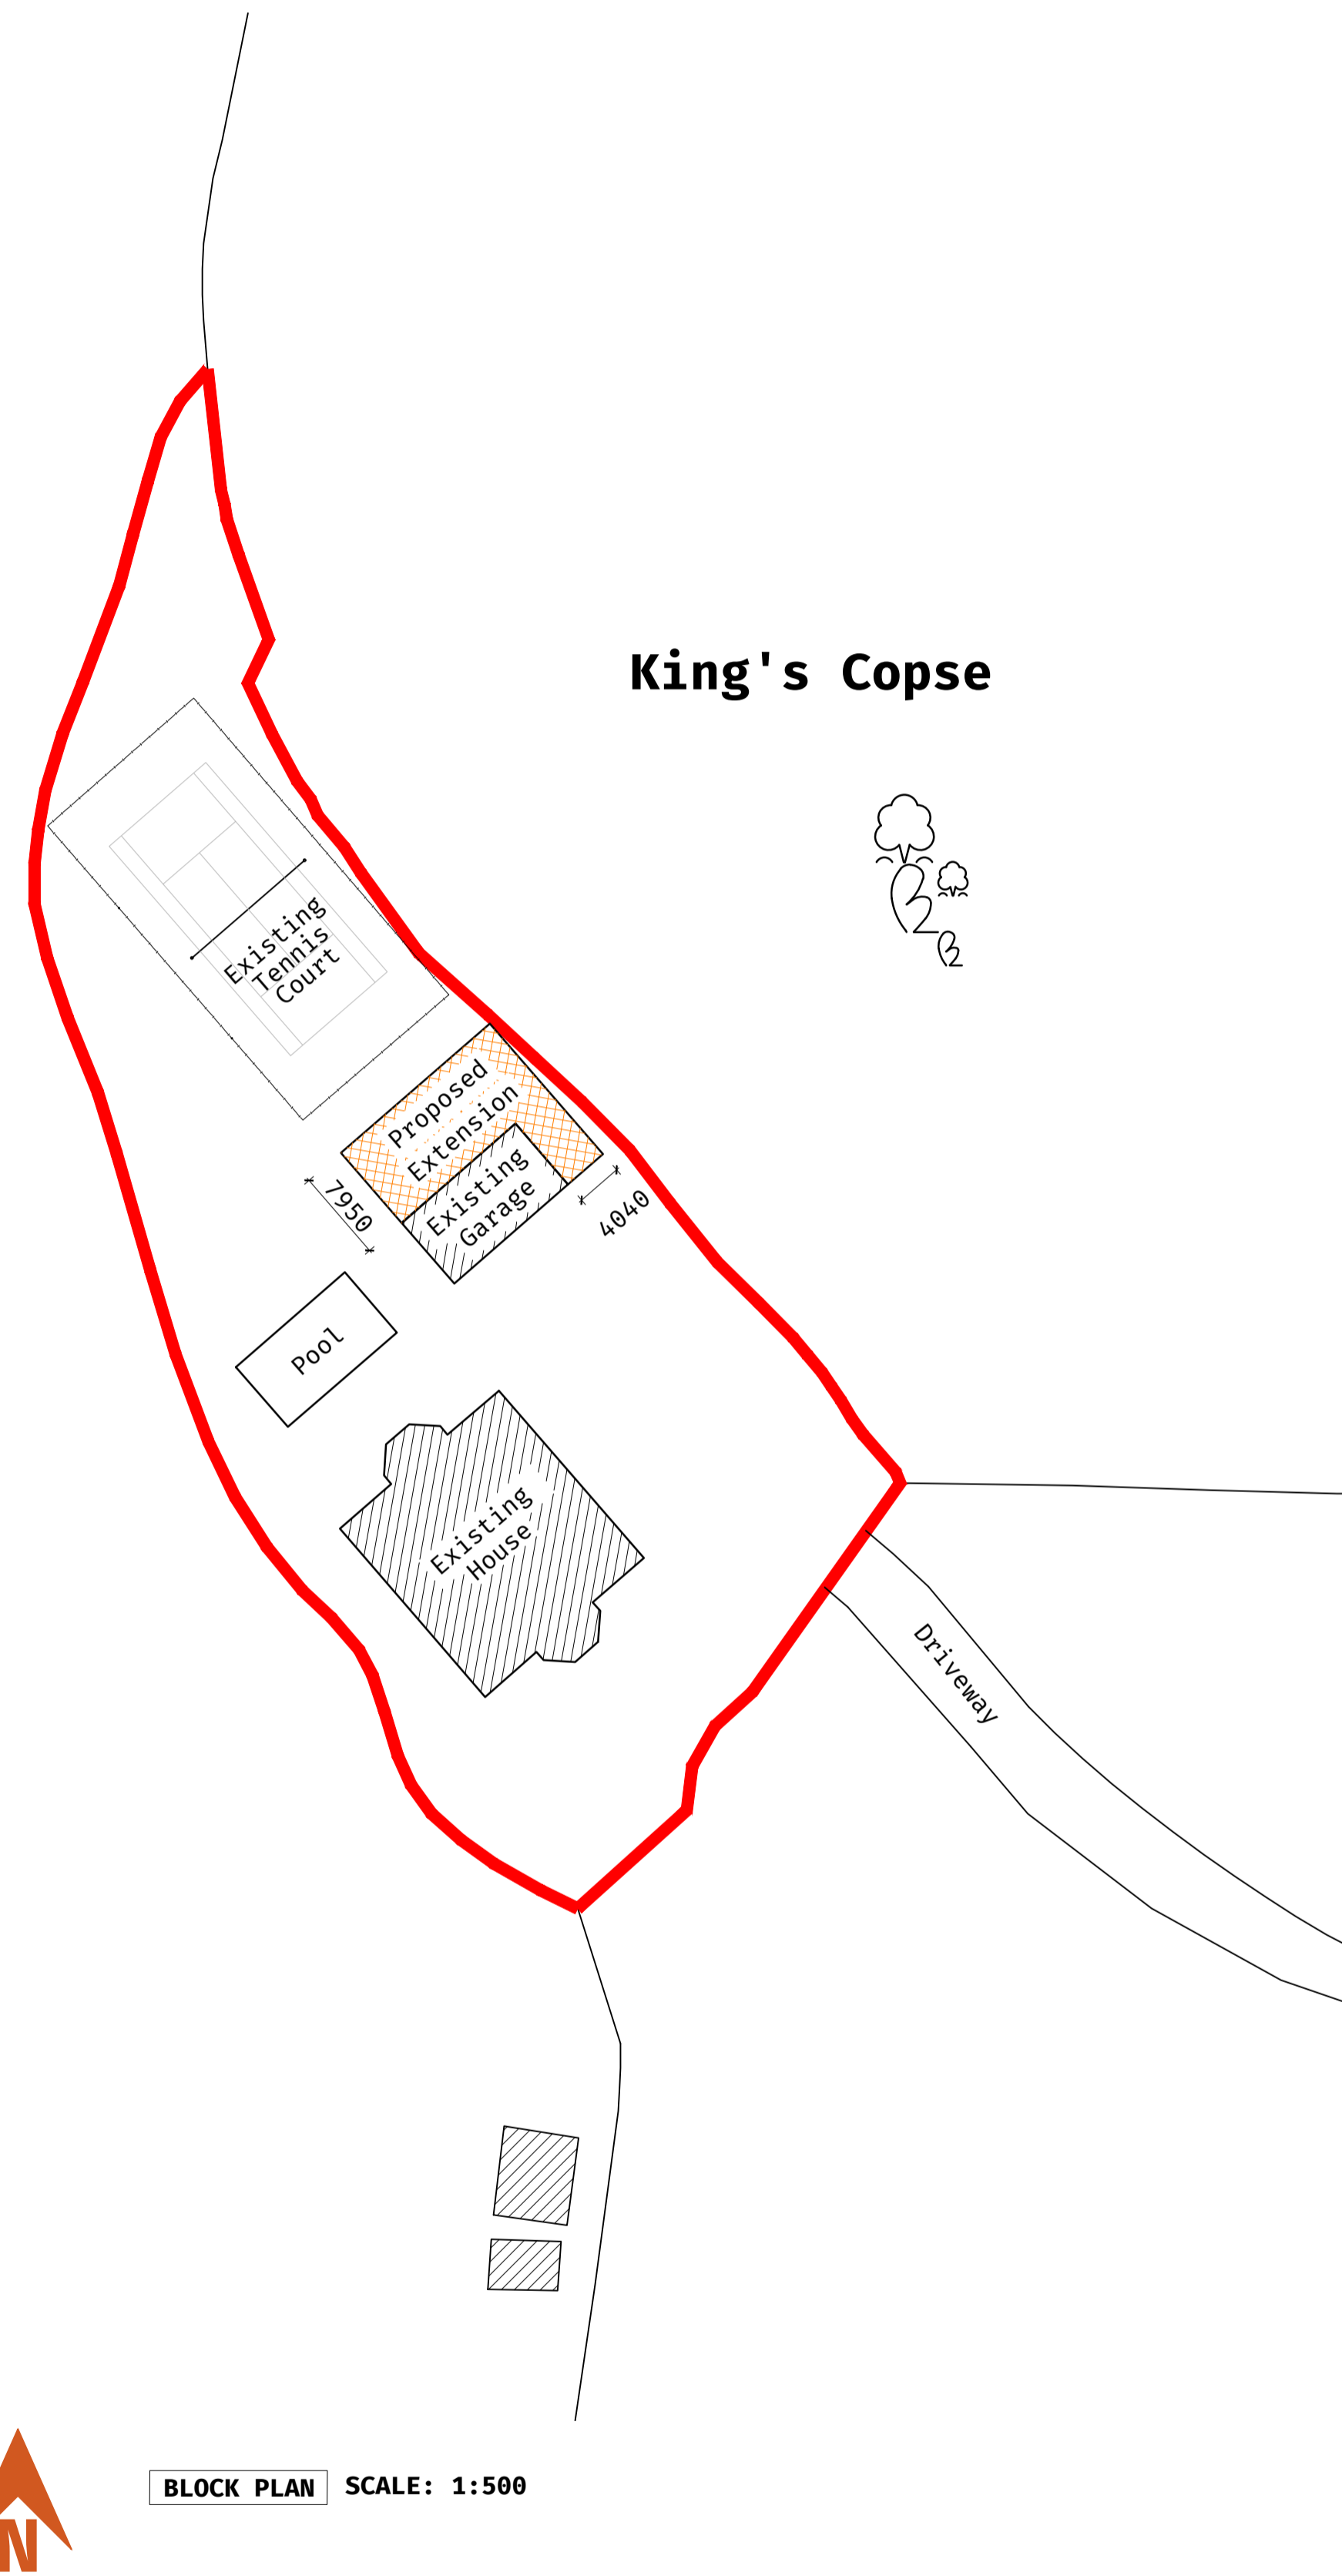 King's Copse
Existing
Tennis
Court
Proposed
Extension
Existing
Garage
7950
4040
Pool
Existing
House
Driveway
N
BLOCK PLAN SCALE: 1:500